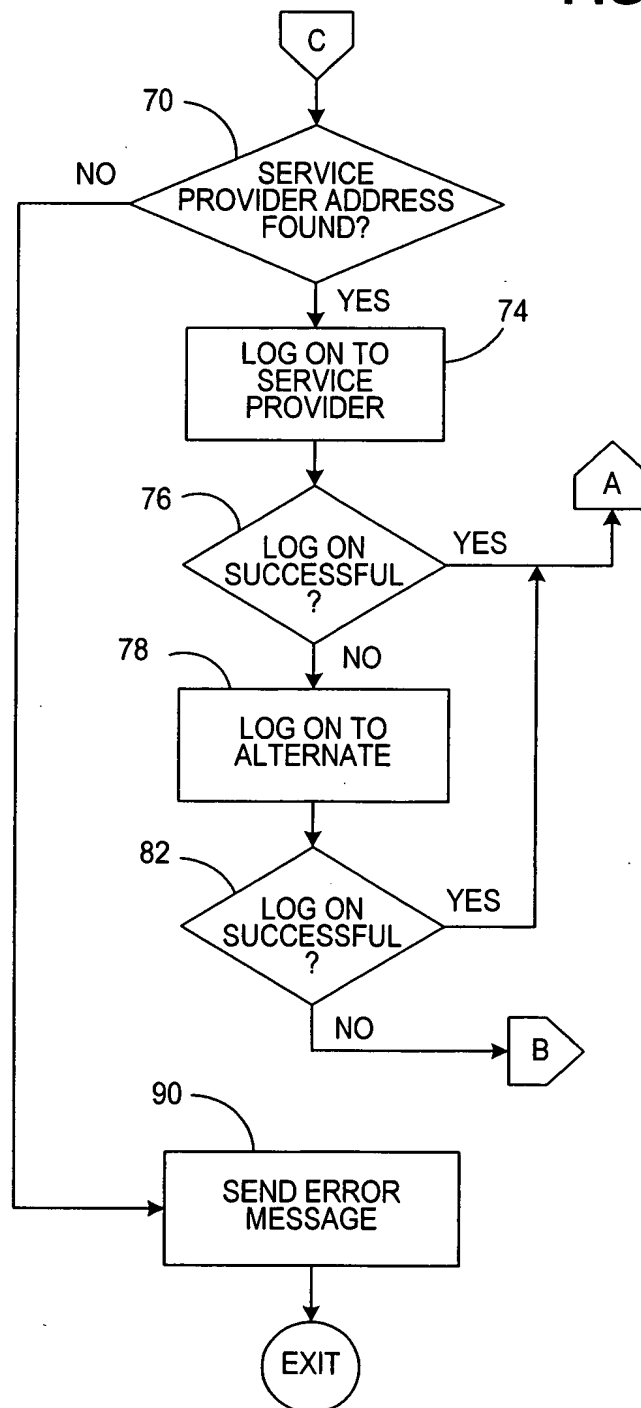 C
70
NO
SERVICE
PROVIDER ADDRESS
FOUND?
YES
74
LOG ON TO
SERVICE
PROVIDER
A
76
LOG ON
SUCCESSFUL
?
YES
NO
78
LOG ON TO
ALTERNATE
82
LOG ON
SUCCESSFUL
?
YES
NO
B
90
SEND ERROR
MESSAGE
EXIT